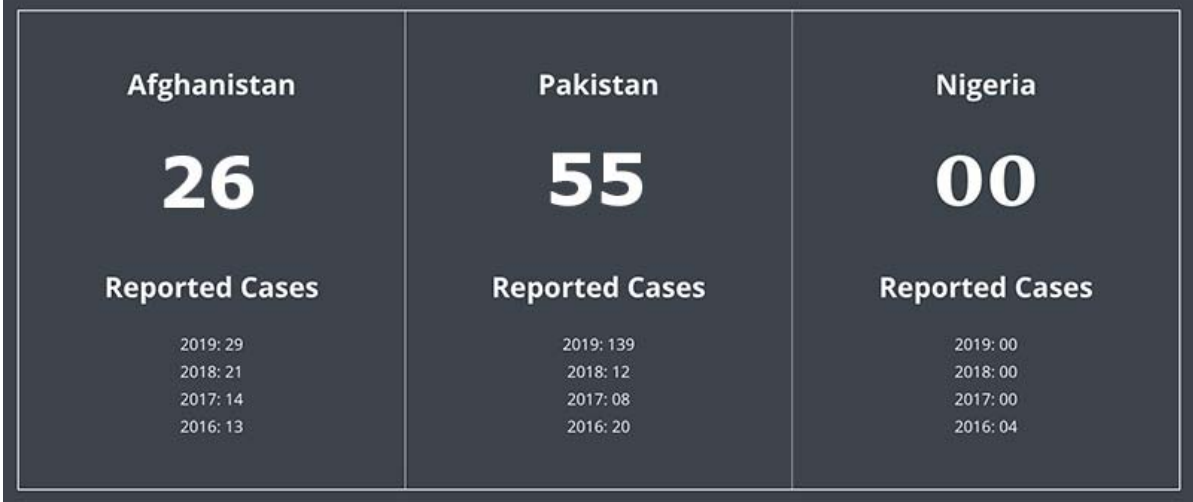 Afghanistan
26
Reported Cases
2019: 29
2018: 21
2017: 14
2016: 13
Pakistan
55
Reported Cases
2019: 139
2018: 12
2017: 08
2016: 20
Nigeria
00
Reported Cases
2019: 00
2018: 00
2017: 00
2016: 04